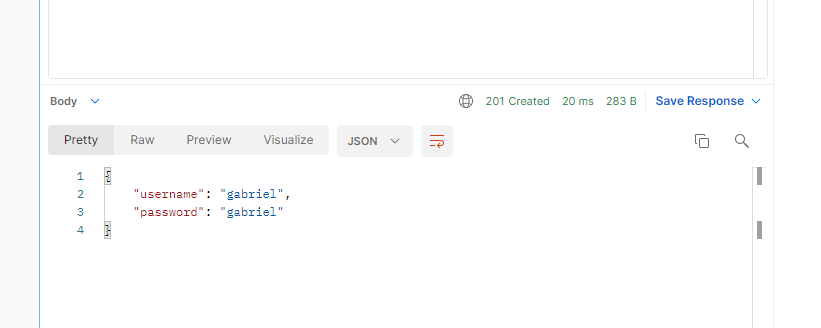 Body 201 Created 20 ms 283 B Save Response
Pretty Raw Preview Visualize JSON
1 {
2 "username": "gabriel",
3 "password": "gabriel"
4 }